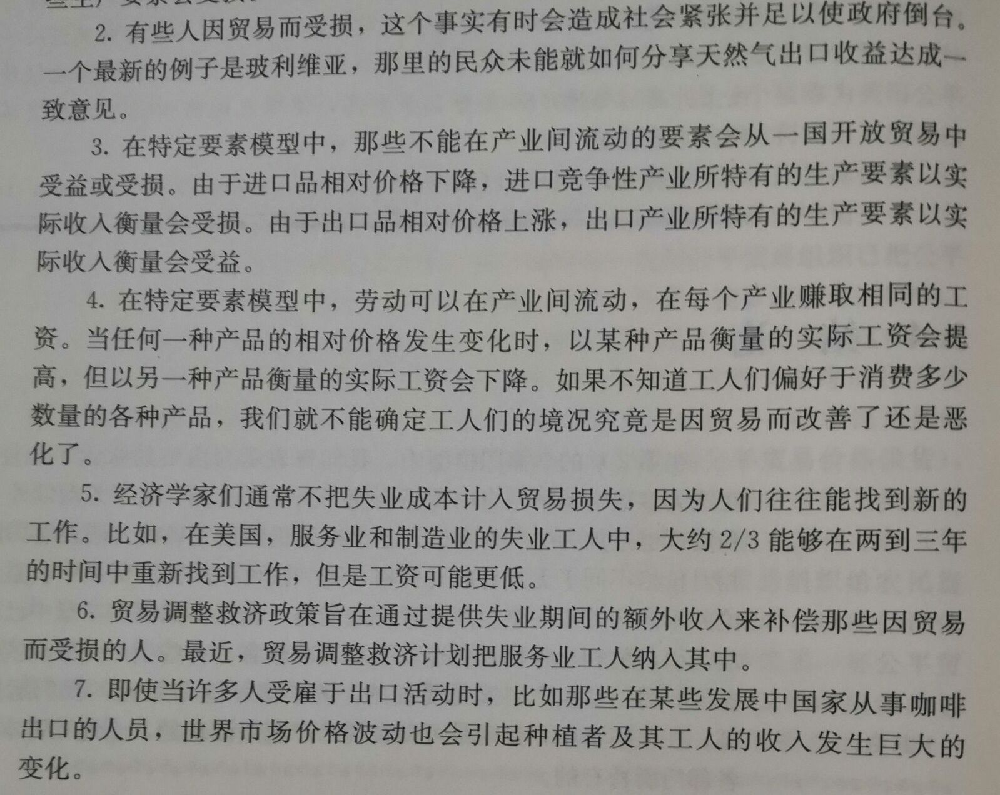 2. 有些人因贸易而受损，这个事实有时会造成社会紧张并足以使政府倒台。
一个最新的例子是玻利维亚，那里的民众未能就如何分享天然气出口收益达成一
致意见。
3. 在特定要素模型中，那些不能在产业间流动的要素会从一国开放贸易中
受益或受损。由于进口品相对价格下降，进口竞争性产业所特有的生产要素以实
际收入衡量会受损。由于出口品相对价格上涨，出口产业所特有的生产要素以实
际收入衡量会受益。
4. 在特定要素模型中，劳动可以在产业间流动，在每个产业赚取相同的工
资。当任何一种产品的相对价格发生变化时，以某种产品衡量的实际工资会提
高，但以另一种产品衡量的实际工资会下降。如果不知道工人们偏好于消费多少
数量的各种产品，我们就不能确定工人们的境况究竟是因贸易而改善了还是恶
化了。
5. 经济学家们通常不把失业成本计入贸易损失，因为人们往往能找到新的
工作。比如，在美国，服务业和制造业的失业工人中，大约 2/3 能够在两到三年
的时间中重新找到工作，但是工资可能更低。
6. 贸易调整救济政策旨在通过提供失业期间的额外收入来补偿那些因贸易
而受损的人。最近，贸易调整救济计划把服务业工人纳入其中。
7. 即使当许多人受雇于出口活动时，比如那些在某些发展中国家从事咖啡
出口的人员，世界市场价格波动也会引起种植者及其工人的收入发生巨大的
变化。